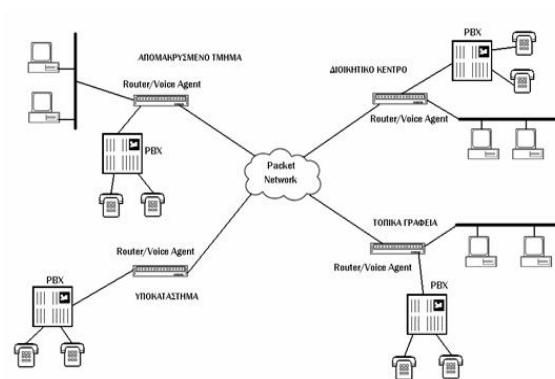 ΑΠΟΜΑΚΡΥΣΜΕΝΟ ΤΜΗΜΑ
Router/Voice Agent
PBX
PBX
ΔΙΟΙΚΗΤΙΚΟ ΚΕΝΤΡΟ
Router/Voice Agent
Packet
Network
Router/Voice Agent
ΥΠΟΚΑΤΑΣΤΗΜΑ
PBX
ΤΟΠΙΚΑ ΓΡΑΦΕΙΑ
Router/Voice Agent
PBX